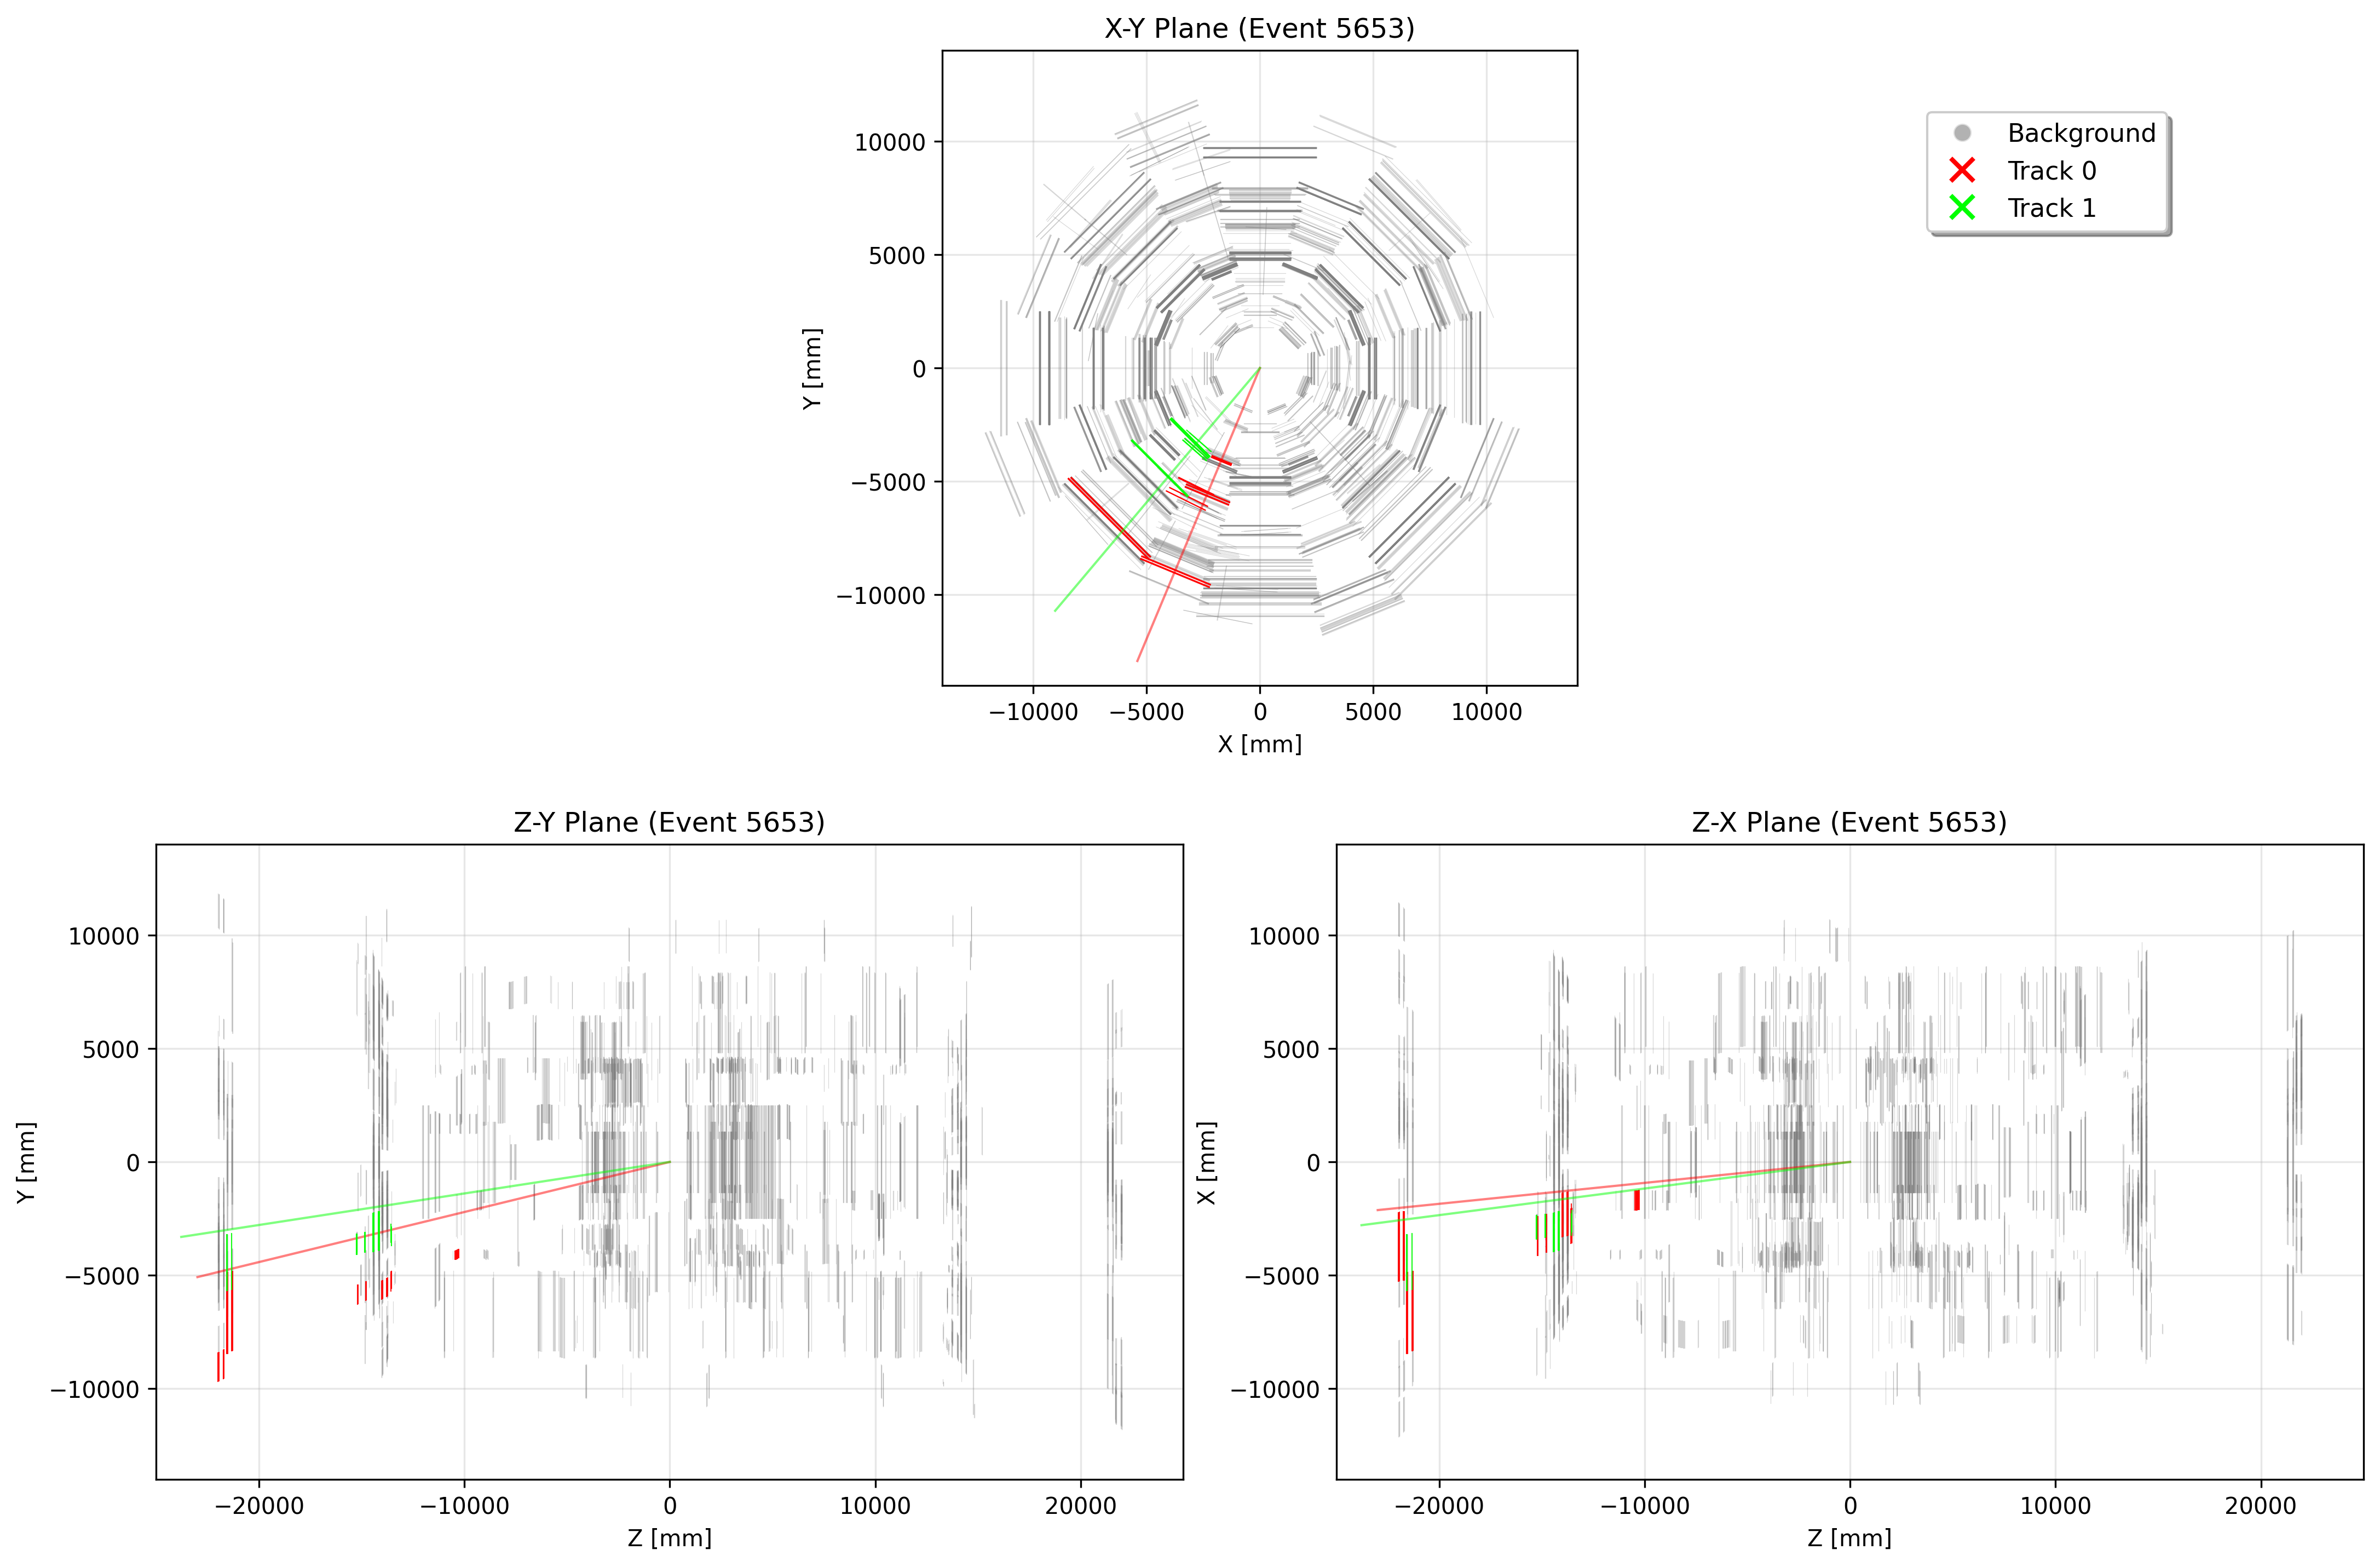 X-Y Plane (Event 5653)
Background
Track 0
Track 1
10000
5000
0
−5000
−10000
Y [mm]
−10000 −5000 0 5000 10000
X [mm]
Z-Y Plane (Event 5653)
10000
5000
0
−5000
−10000
Y [mm]
−20000 −10000 0 10000 20000
Z [mm]
Z-X Plane (Event 5653)
10000
5000
0
−5000
−10000
X [mm]
−20000 −10000 0 10000 20000
Z [mm]